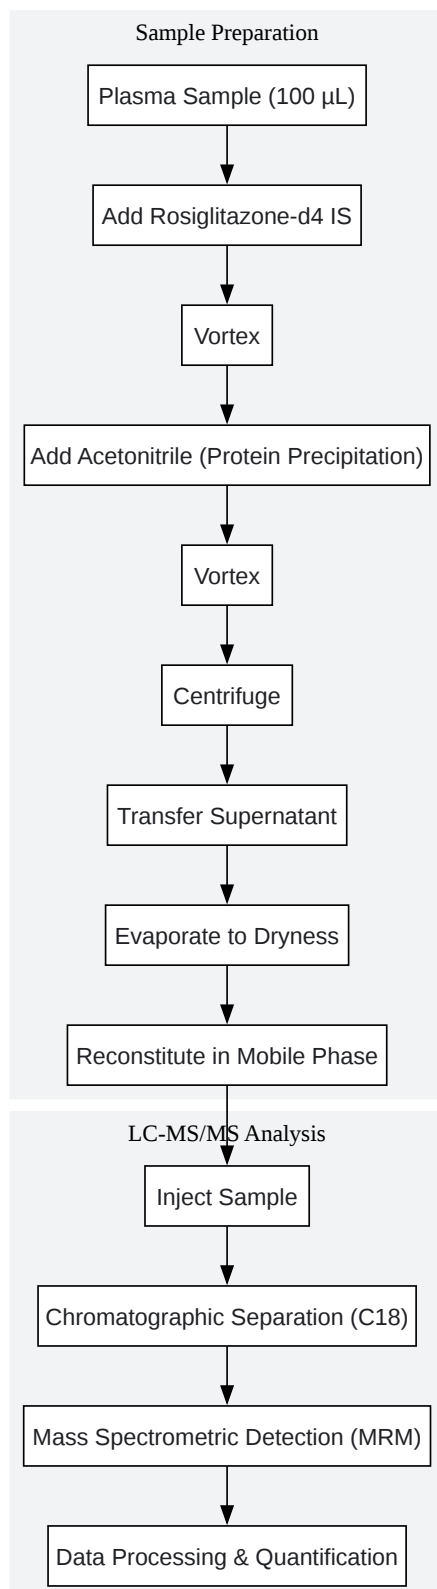 Sample Preparation
Plasma Sample (100 µL)
Add Rosiglitazone-d4 IS
Vortex
Add Acetonitrile (Protein Precipitation)
Vortex
Centrifuge
Transfer Supernatant
Evaporate to Dryness
Reconstitute in Mobile Phase
LC-MS/MS Analysis
Inject Sample
Chromatographic Separation (C18)
Mass Spectrometric Detection (MRM)
Data Processing & Quantification